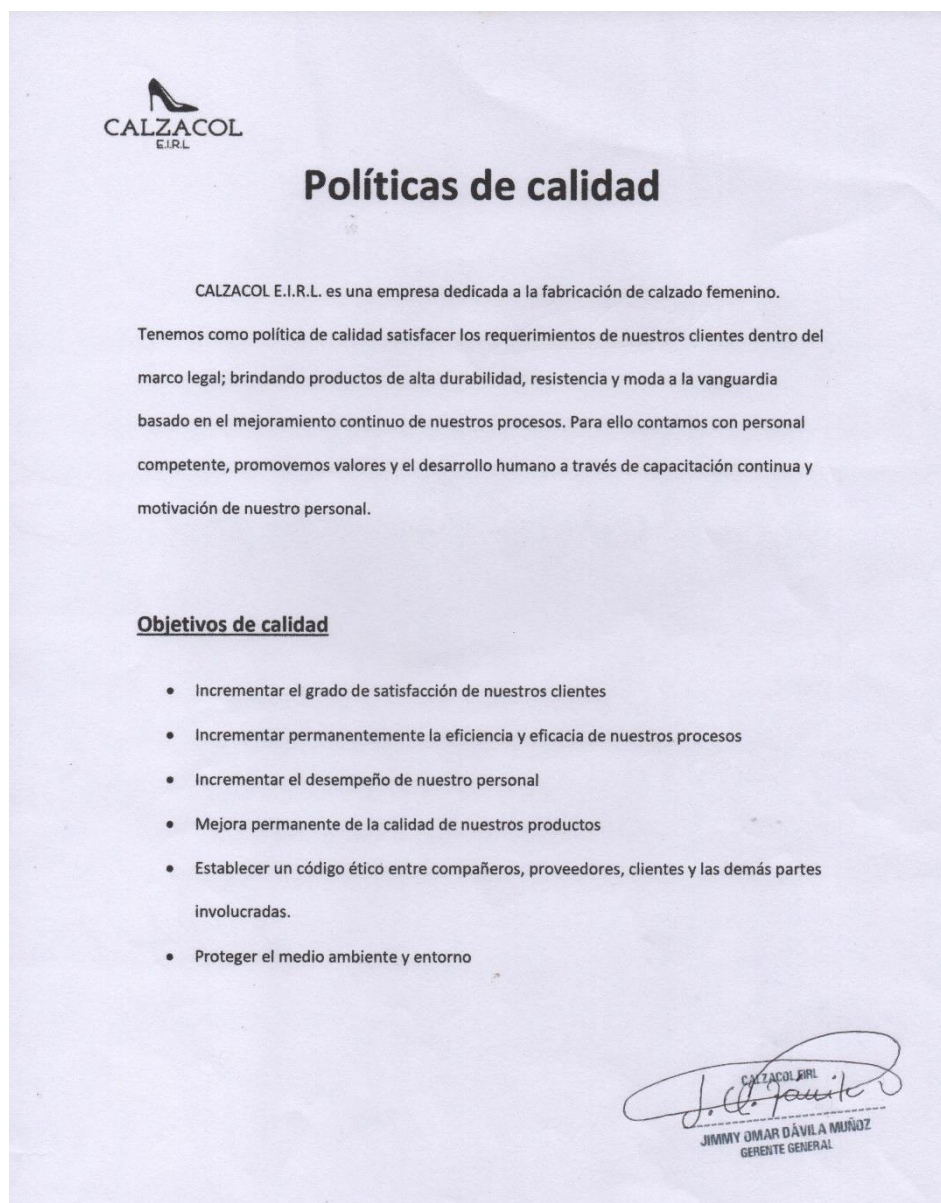 CALZACOL
E.I.R.L
Políticas de calidad
CALZACOL E.I.R.L. es una empresa dedicada a la fabricación de calzado femenino.
Tenemos como política de calidad satisfacer los requerimientos de nuestros clientes dentro del
marco legal; brindando productos de alta durabilidad, resistencia y moda a la vanguardia
basado en el mejoramiento continuo de nuestros procesos. Para ello contamos con personal
competente, promovemos valores y el desarrollo humano a través de capacitación continua y
motivación de nuestro personal.
Objetivos de calidad
• Incrementar el grado de satisfacción de nuestros clientes
• Incrementar permanentemente la eficiencia y eficacia de nuestros procesos
• Incrementar el desempeño de nuestro personal
• Mejora permanente de la calidad de nuestros productos
• Establecer un código ético entre compañeros, proveedores, clientes y las demás partes
involucradas.
• Proteger el medio ambiente y entorno
CALZACOL EIRL
JIMMY OMAR DÁVILA MUÑOZ
GERENTE GENERAL